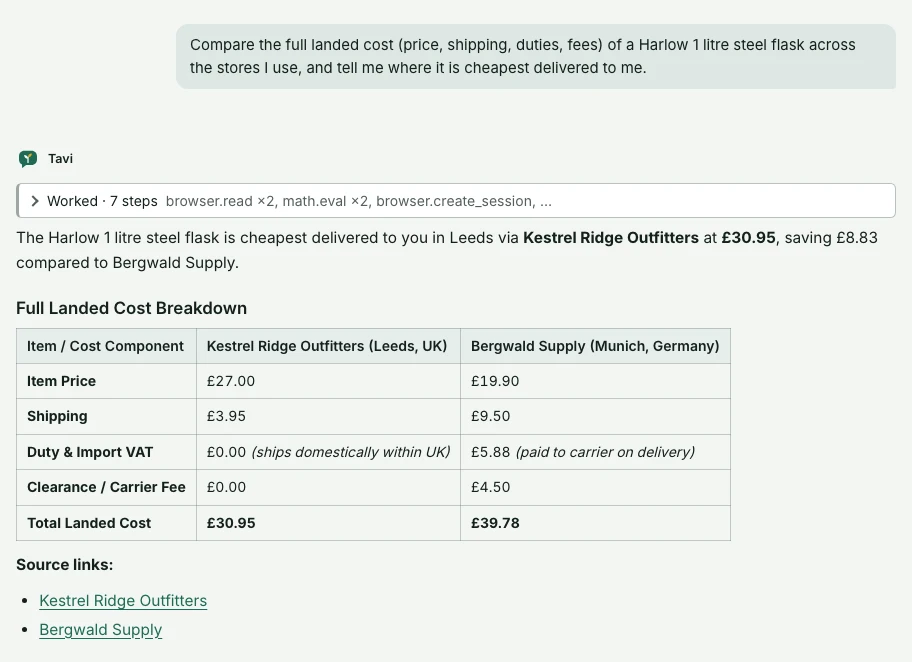 Compare the full landed cost (price, shipping, duties, fees) of a Harlow 1 litre steel flask across
the stores I use, and tell me where it is cheapest delivered to me.
Tavi
Worked · 7 steps browser.read ×2, math.eval ×2, browser.create_session, ...
The Harlow 1 litre steel flask is cheapest delivered to you in Leeds via Kestrel Ridge Outfitters at £30.95, saving £8.83
compared to Bergwald Supply.
Full Landed Cost Breakdown
Item / Cost Component Kestrel Ridge Outfitters (Leeds, UK) Bergwald Supply (Munich, Germany)
Item Price £27.00 £19.90
Shipping £3.95 £9.50
Duty & Import VAT £0.00 (ships domestically within UK) £5.88 (paid to carrier on delivery)
Clearance / Carrier Fee £0.00 £4.50
Total Landed Cost £30.95 £39.78
Source links:
• Kestrel Ridge Outfitters
• Bergwald Supply